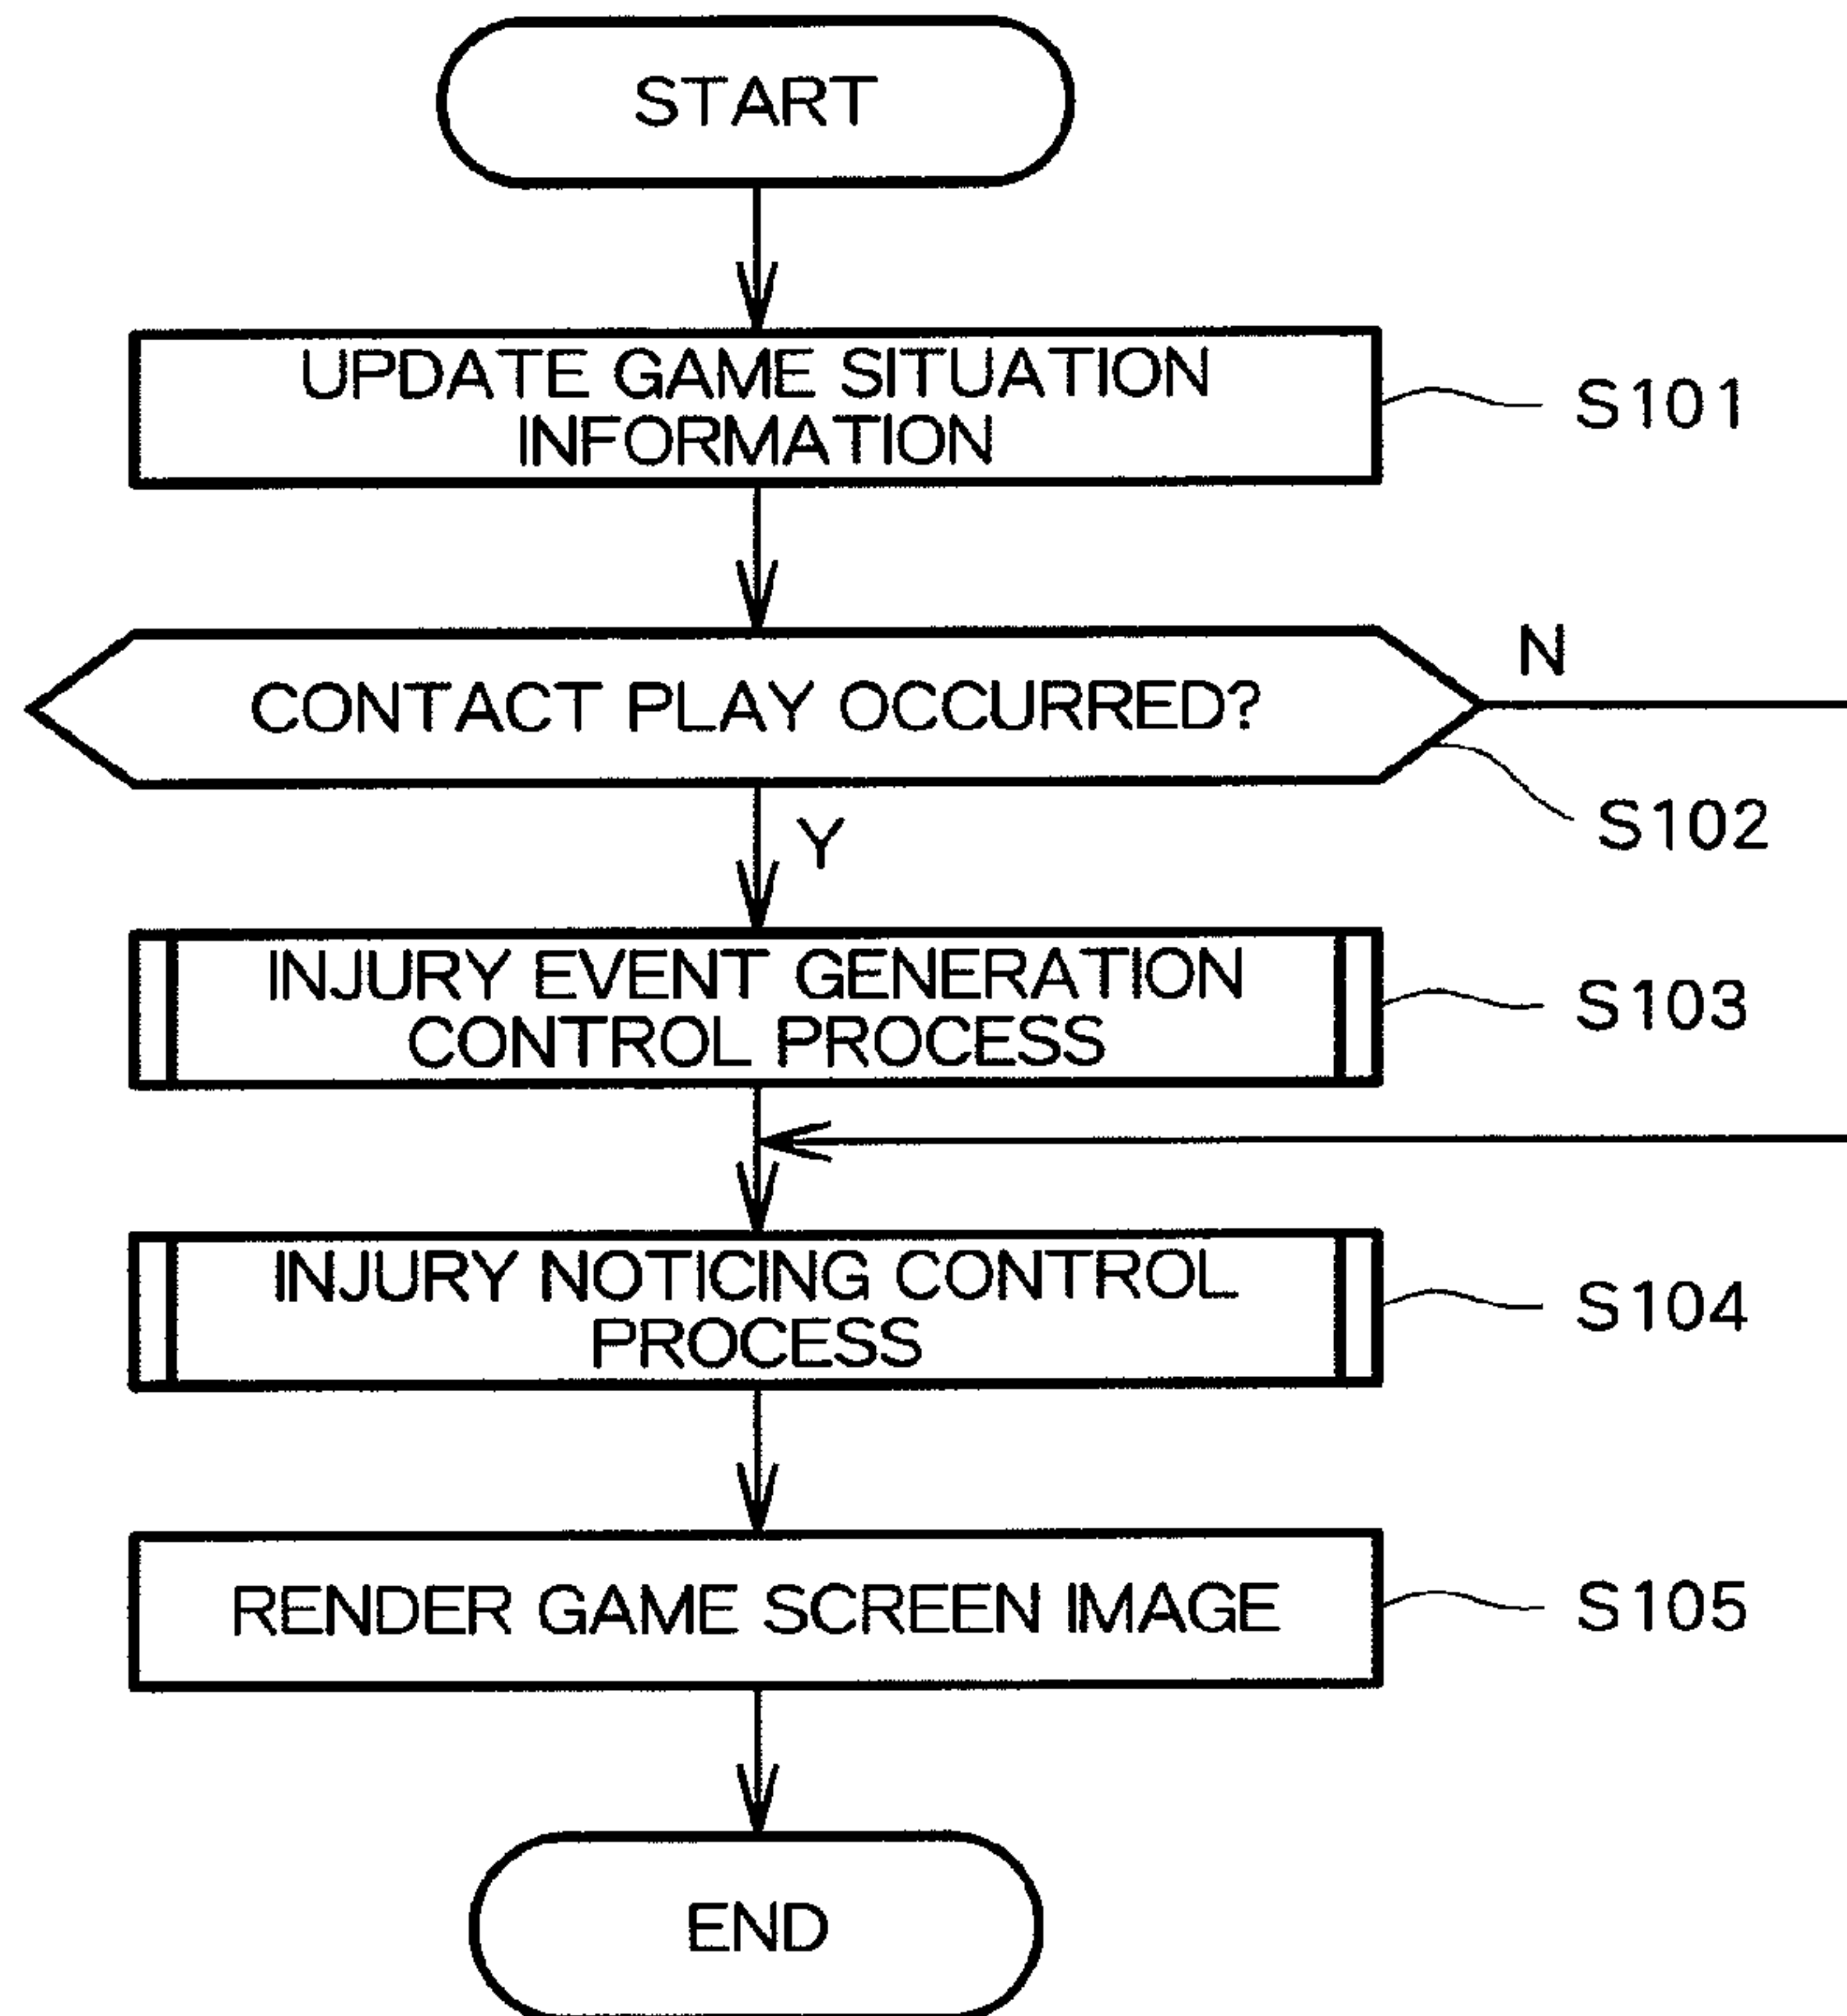 START
UPDATE GAME SITUATION
INFORMATION
S101
CONTACT PLAY OCCURRED?
N
S102
Y
INJURY EVENT GENERATION
CONTROL PROCESS
S103
INJURY NOTICING CONTROL
PROCESS
S104
RENDER GAME SCREEN IMAGE
S105
END